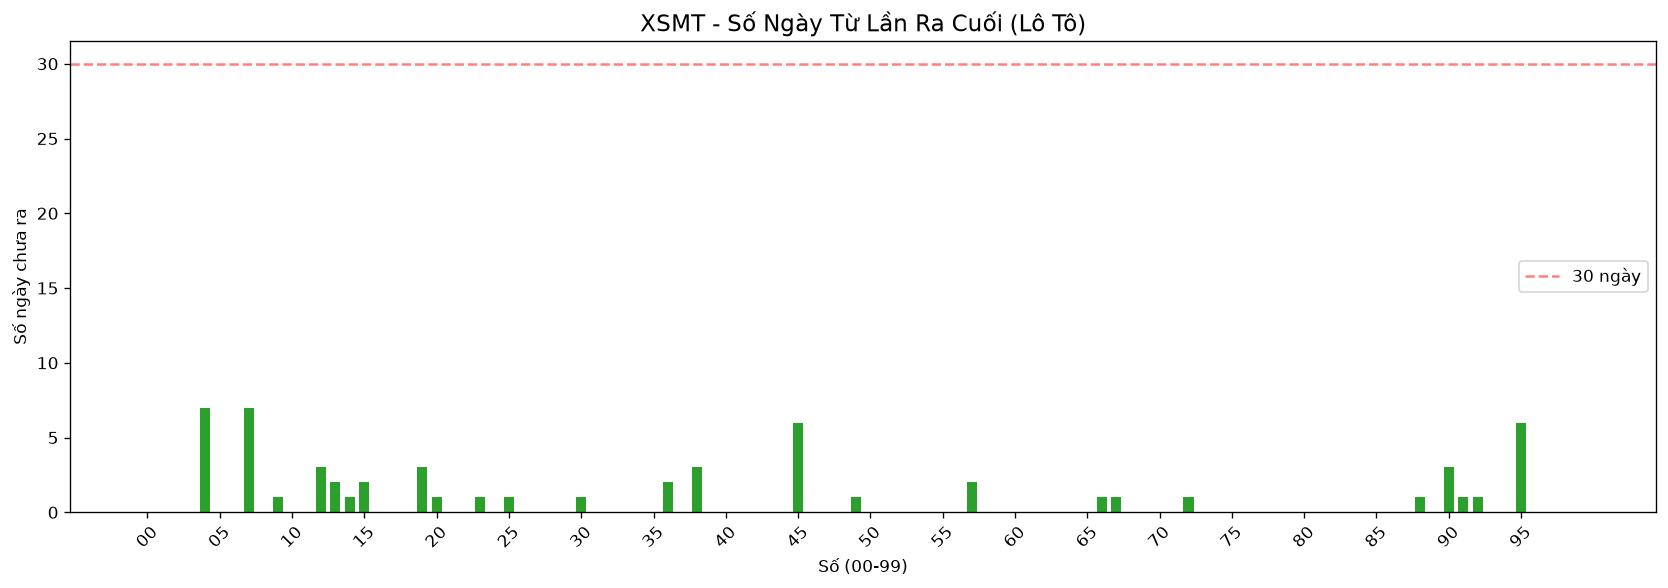 XSMT - Số Ngày Từ Lần Ra Cuối (Lô Tô)
Số ngày chưa ra
30
25
20
15
10
5
0
30 ngày
00 05 10 15 20 25 30 35 40 45 50 55 60 65 70 75 80 85 90 95
Số (00-99)